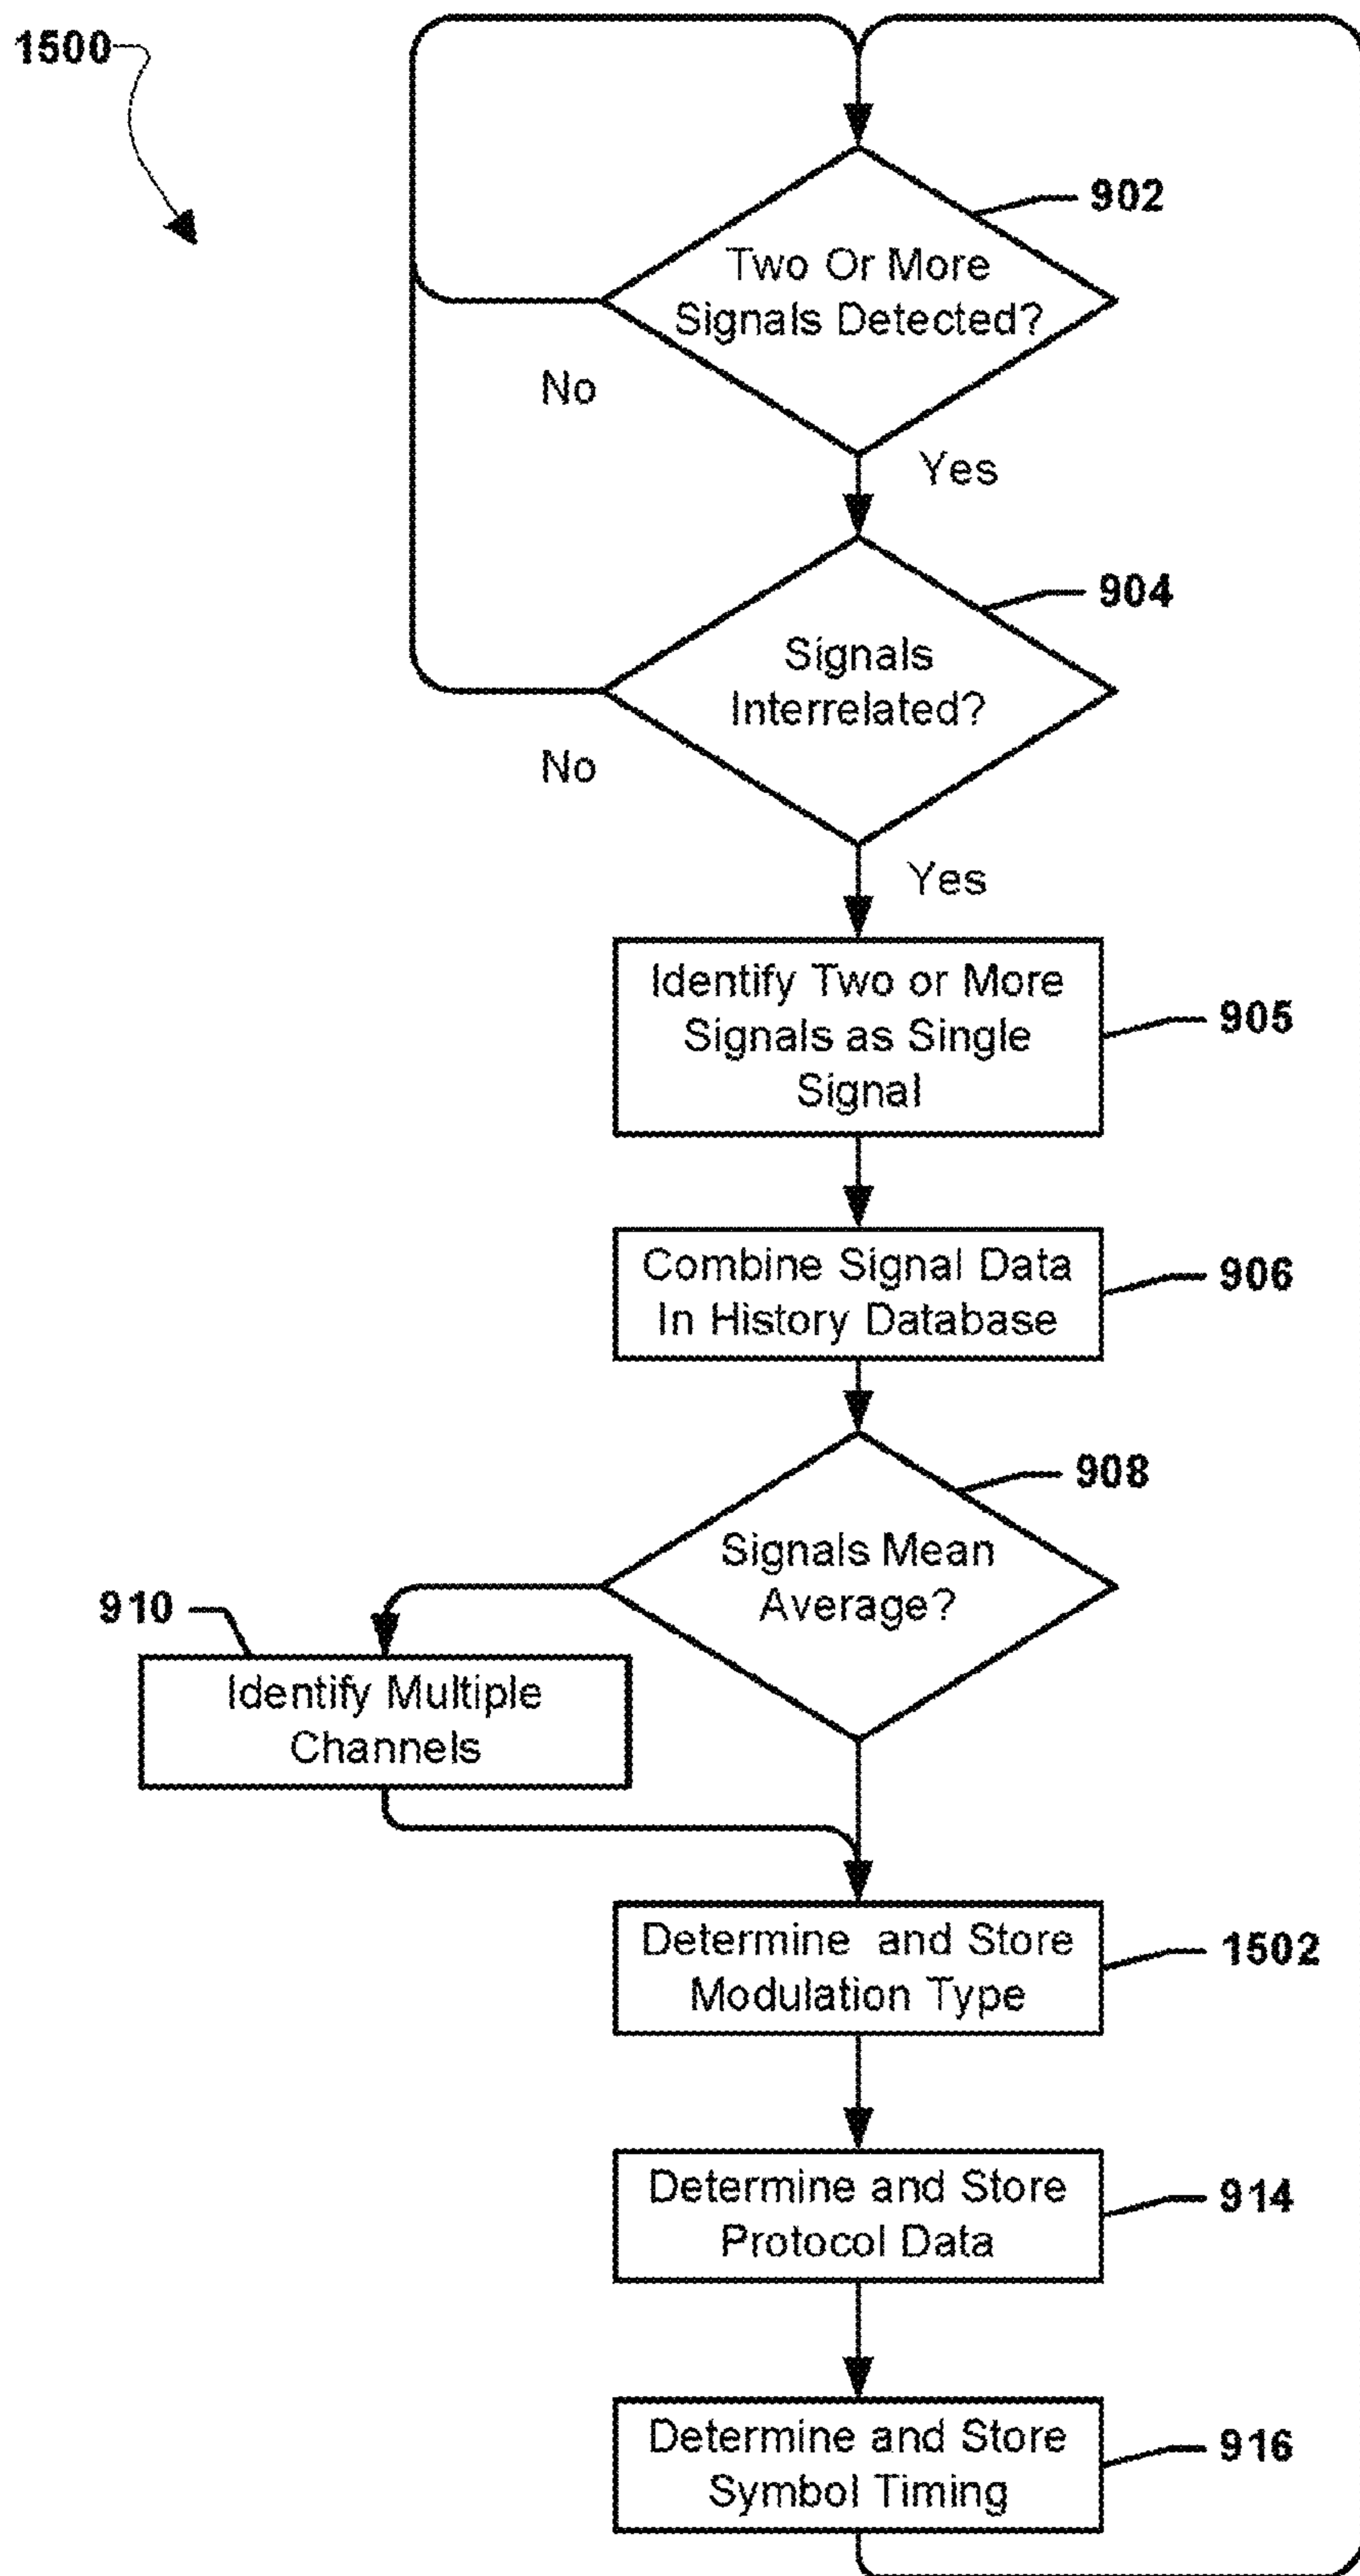 1500
902
Two Or More
Signals Detected?
No
Yes
904
Signals
Interrelated?
No
Yes
Identify Two or More
Signals as Single
Signal
905
Combine Signal Data
In History Database
906
908
Signals Mean
Average?
910
Identify Multiple
Channels
Determine and Store
Modulation Type
1502
Determine and Store
Protocol Data
914
Determine and Store
Symbol Timing
916